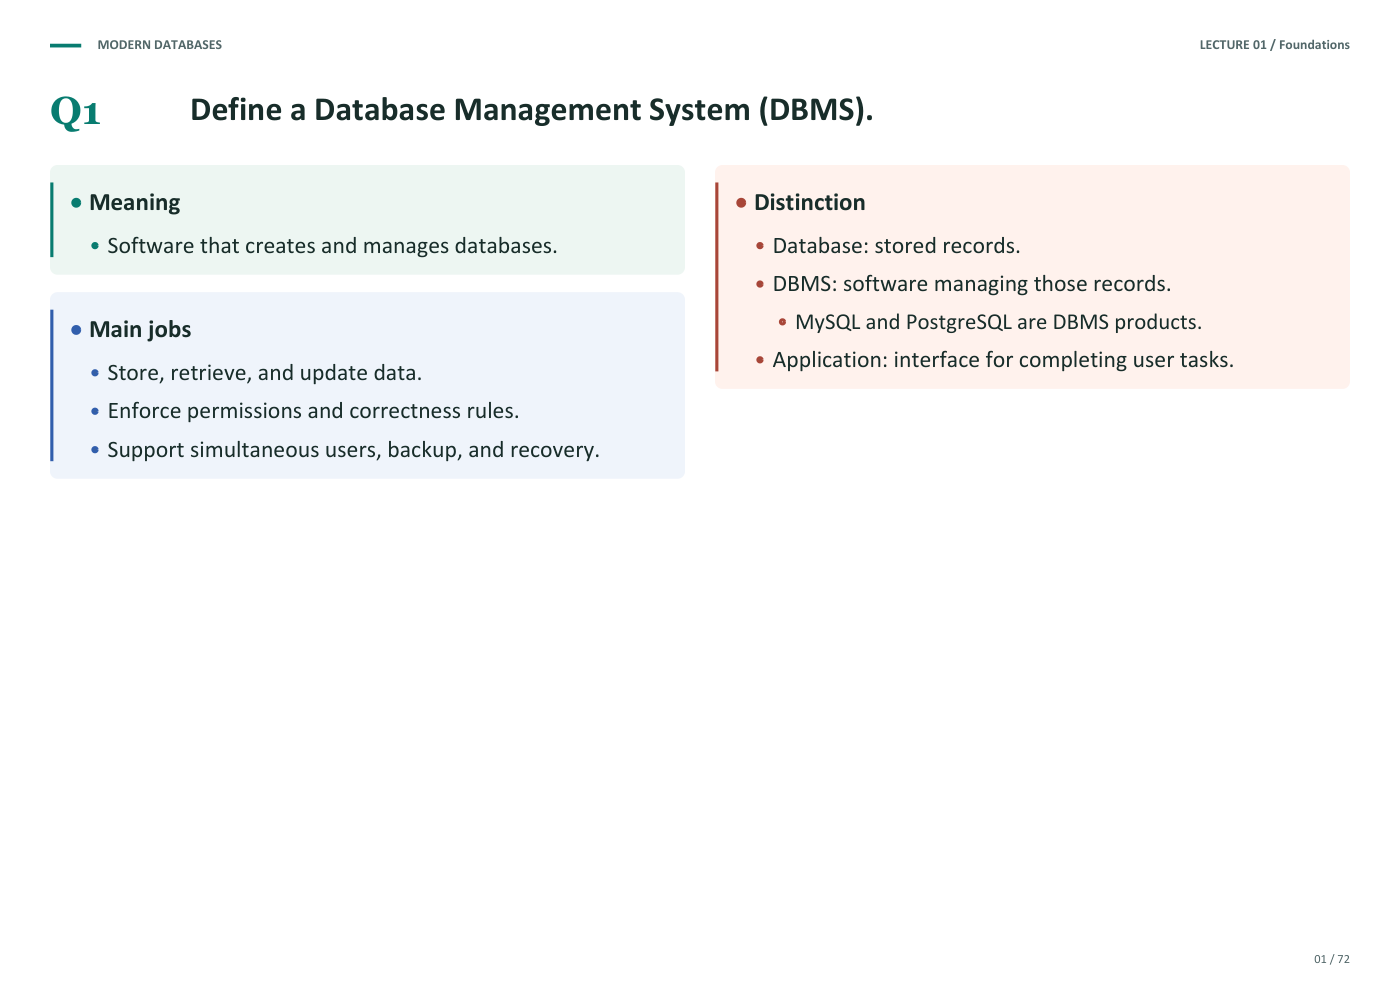 MODERN DATABASES
LECTURE 01 / Foundations
Q1
Define a Database Management System (DBMS).
Meaning
Software that creates and manages databases.
Main jobs
Store, retrieve, and update data.
Enforce permissions and correctness rules.
Support simultaneous users, backup, and recovery.
Distinction
Database: stored records.
DBMS: software managing those records.
MySQL and PostgreSQL are DBMS products.
Application: interface for completing user tasks.
01 / 72